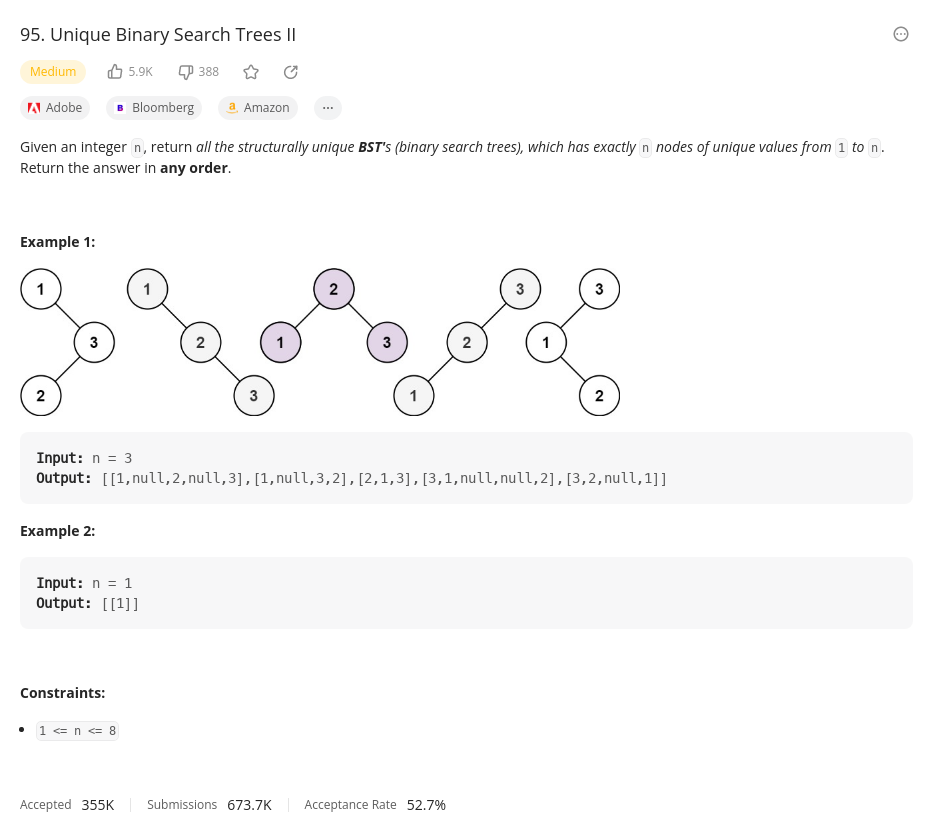 95. Unique Binary Search Trees II
Medium 5.9K 388
Adobe Bloomberg Amazon ...
Given an integer n, return all the structurally unique BST's (binary search trees), which has exactly n nodes of unique values from 1 to n.
Return the answer in any order.
Example 1:
1 1 2 3 3
3 2 1 3 2 1
2 3 1 2
Input: n = 3
Output: [[1,null,2,null,3],[1,null,3,2],[2,1,3],[3,1,null,null,2],[3,2,null,1]]
Example 2:
Input: n = 1
Output: [[1]]
Constraints:
• 1 <= n <= 8
Accepted 355K Submissions 673.7K Acceptance Rate 52.7%